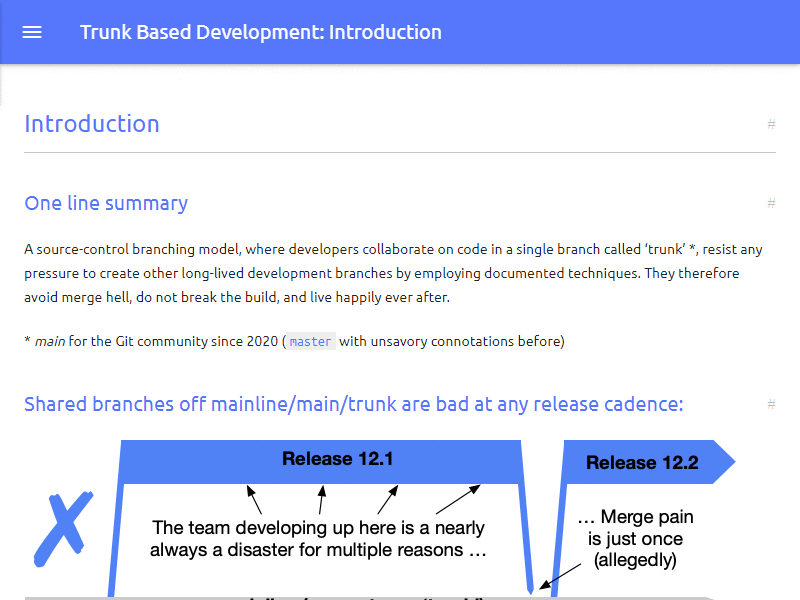 Trunk Based Development: Introduction
Introduction
#
One line summary
#
A source-control branching model, where developers collaborate on code in a single branch called ‘trunk’ *, resist any
pressure to create other long-lived development branches by employing documented techniques. They therefore
avoid merge hell, do not break the build, and live happily ever after.
* main for the Git community since 2020 (master with unsavory connotations before)
Shared branches off mainline/main/trunk are bad at any release cadence:
#
Release 12.1
Release 12.2
The team developing up here is a nearly
always a disaster for multiple reasons …
… Merge pain
is just once
(allegedly)